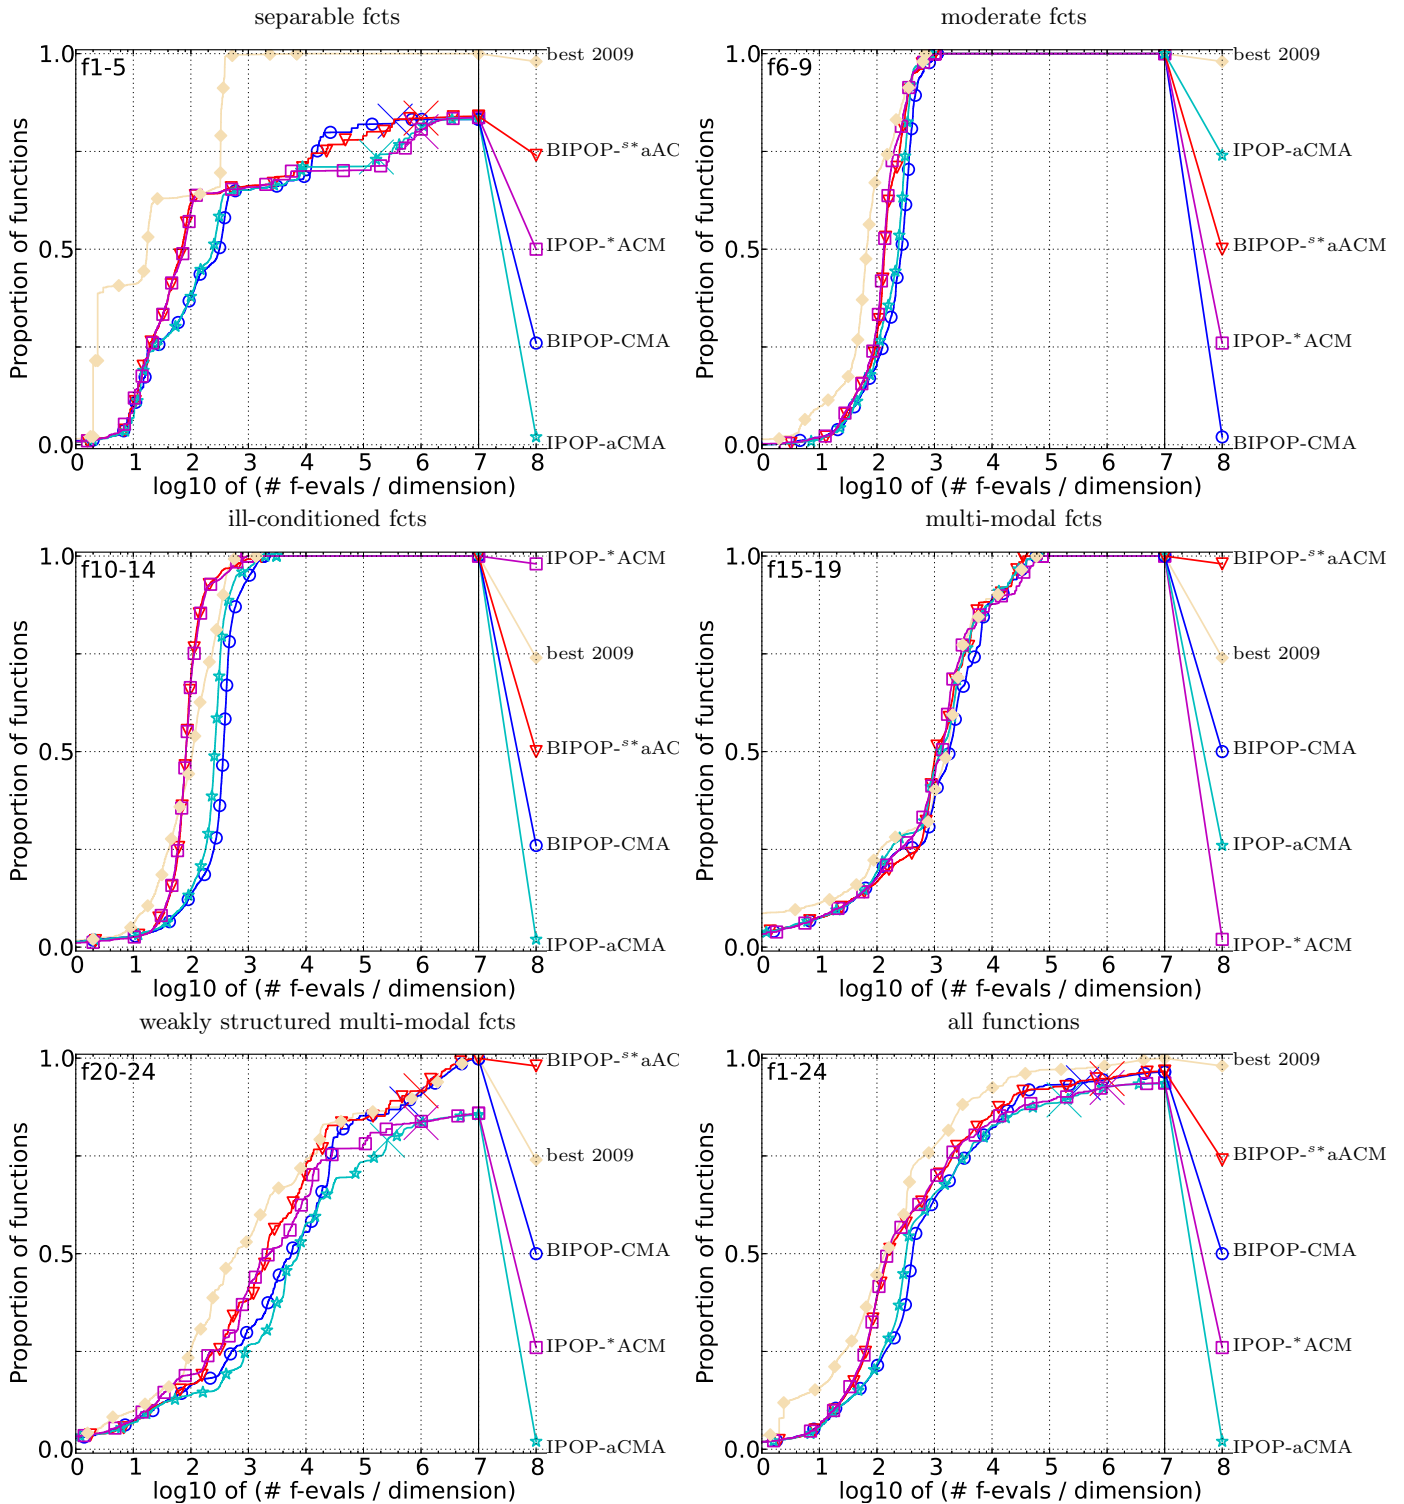 separable fcts
f1-5
1.0
0.5
0.0
Proportion of functions
0 1 2 3 4 5 6 7 8
log10 of (# f-evals / dimension)
best 2009
BIPOP-s*aAC
IPOP-*ACM
BIPOP-CMA
IPOP-aCMA
moderate fcts
f6-9
1.0
0.5
0.0
Proportion of functions
0 1 2 3 4 5 6 7 8
log10 of (# f-evals / dimension)
best 2009
IPOP-aCMA
BIPOP-s*aACM
IPOP-*ACM
BIPOP-CMA
ill-conditioned fcts
f10-14
1.0
0.5
0.0
Proportion of functions
0 1 2 3 4 5 6 7 8
log10 of (# f-evals / dimension)
IPOP-*ACM
best 2009
BIPOP-s*aAC
BIPOP-CMA
IPOP-aCMA
multi-modal fcts
f15-19
1.0
0.5
0.0
Proportion of functions
0 1 2 3 4 5 6 7 8
log10 of (# f-evals / dimension)
BIPOP-s*aACM
best 2009
BIPOP-CMA
IPOP-aCMA
IPOP-*ACM
weakly structured multi-modal fcts
f20-24
1.0
0.5
0.0
Proportion of functions
0 1 2 3 4 5 6 7 8
log10 of (# f-evals / dimension)
BIPOP-s*aAC
best 2009
BIPOP-CMA
IPOP-*ACM
IPOP-aCMA
all functions
f1-24
1.0
0.5
0.0
Proportion of functions
0 1 2 3 4 5 6 7 8
log10 of (# f-evals / dimension)
best 2009
BIPOP-s*aACM
BIPOP-CMA
IPOP-*ACM
IPOP-aCMA